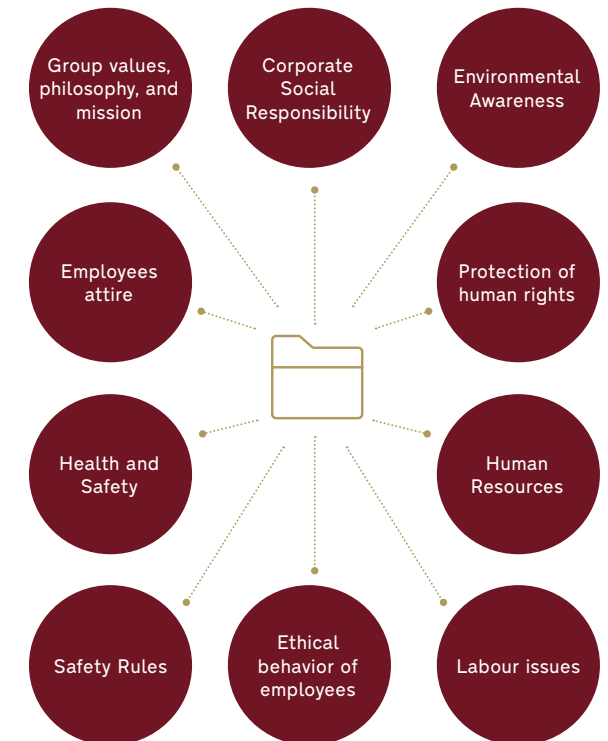 Group values,
philosophy, and
mission
Corporate
Social
Responsibility
Environmental
Awareness
Employees
attire
Protection of
human rights
Health and
Safety
Human
Resources
Safety Rules
Ethical
behavior of
employees
Labour issues